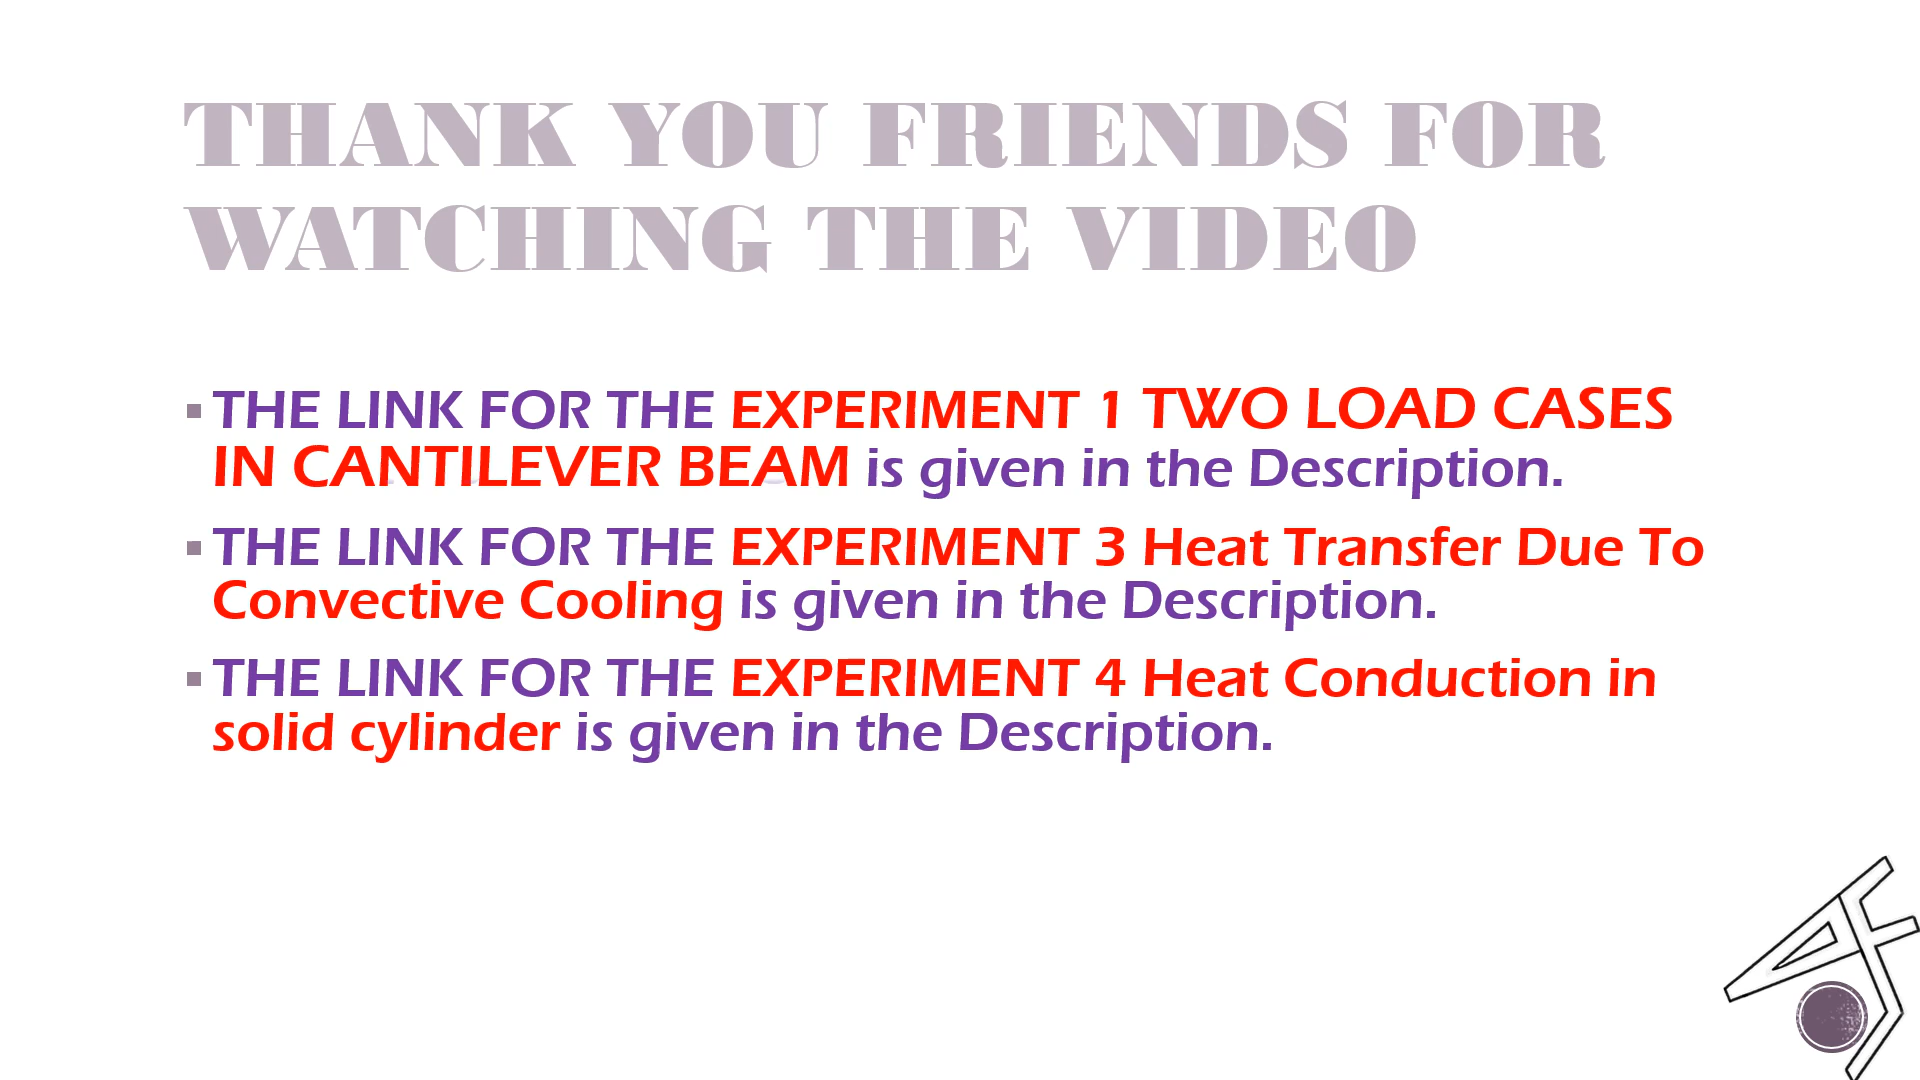 THANK YOU FRIENDS FOR
WATCHING THE VIDEO
▪ THE LINK FOR THE EXPERIMENT 1 TWO LOAD CASES
IN CANTILEVER BEAM is given in the Description.
▪ THE LINK FOR THE EXPERIMENT 3 Heat Transfer Due To
Convective Cooling is given in the Description.
▪ THE LINK FOR THE EXPERIMENT 4 Heat Conduction in
solid cylinder is given in the Description.